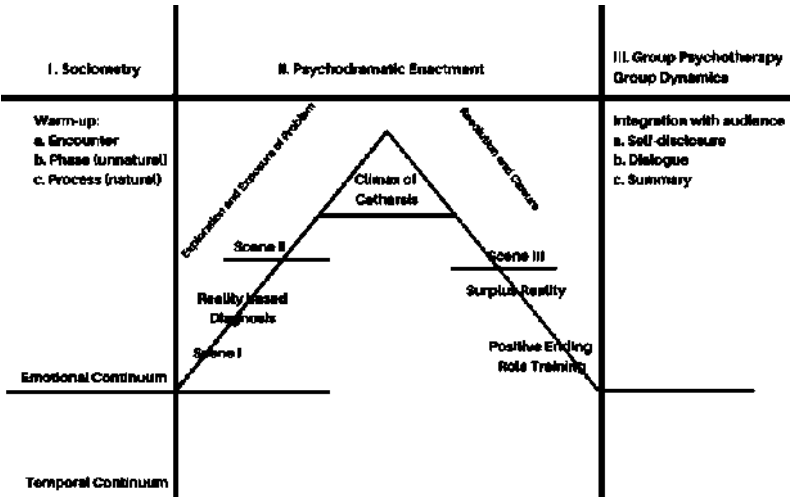 I. Sociometry
II. Psychodramatic Enactment
III. Group Psychotherapy
Group Dynamics
Warm-up:
a. Encounter
b. Phase (unnatural)
c. Process (natural)
Exploration and Exposure of Problem
Climax of
Catharsis
Resolution and Closure
Integration with audience
a. Self-disclosure
b. Dialogue
c. Summary
Scene II
Scene III
Reality based
Diagnosis
Surplus Reality
Scene I
Positive Ending
Role Training
Emotional Continuum
Temporal Continuum